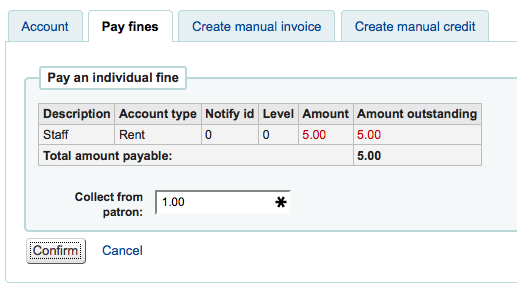 Account Pay fines Create manual invoice Create manual credit
Pay an individual fine
Description Account type Notify id Level Amount Amount outstanding
Staff Rent 0 0 5.00 5.00
Total amount payable: 5.00
Collect from
patron: 1.00 *
Confirm Cancel